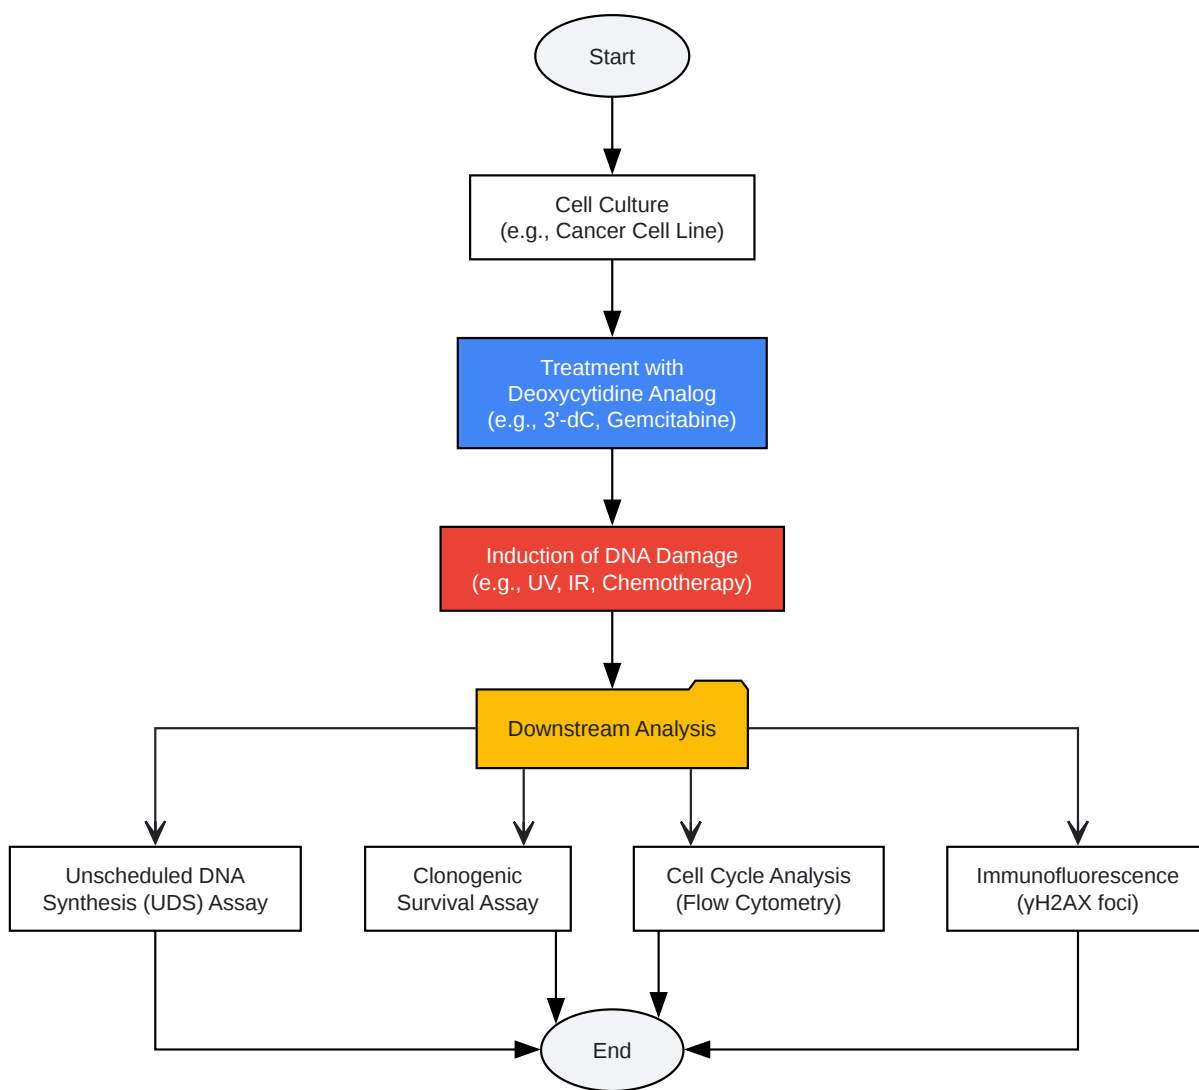 Start
Cell Culture
(e.g., Cancer Cell Line)
Treatment with
Deoxycytidine Analog
(e.g., 3'-dC, Gemcitabine)
Induction of DNA Damage
(e.g., UV, IR, Chemotherapy)
Downstream Analysis
Unscheduled DNA
Synthesis (UDS) Assay
Clonogenic
Survival Assay
Cell Cycle Analysis
(Flow Cytometry)
Immunofluorescence
(γH2AX foci)
End